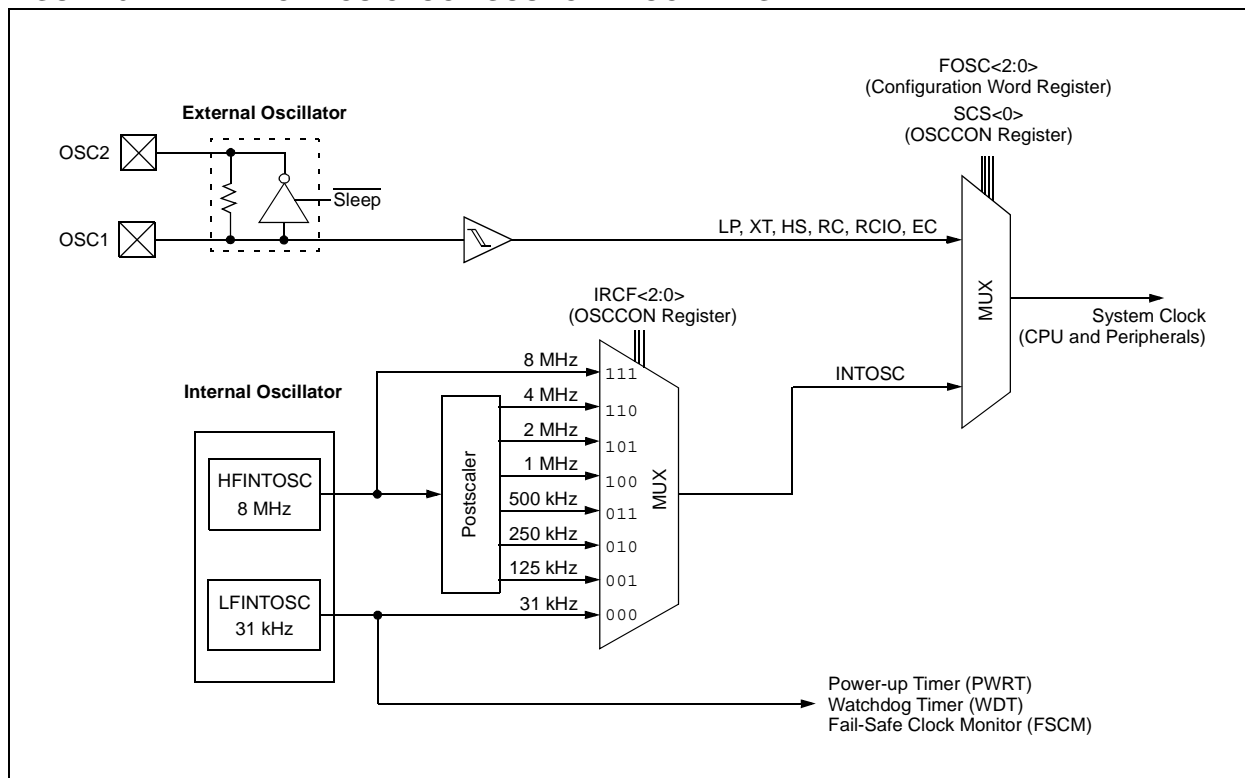 FOSC<2:0>
(Configuration Word Register)
SCS<0>
(OSCCON Register)
External Oscillator
OSC2
Sleep
OSC1
LP, XT, HS, RC, RCIO, EC
IRCF<2:0>
(OSCCON Register)
MUX
System Clock
(CPU and Peripherals)
8 MHz
111
INTOSC
Internal Oscillator
4 MHz
110
2 MHz
101
HFINTOSC
8 MHz
Postscaler
1 MHz
100
MUX
500 kHz
011
250 kHz
010
125 kHz
001
LFINTOSC
31 kHz
31 kHz
000
Power-up Timer (PWRT)
Watchdog Timer (WDT)
Fail-Safe Clock Monitor (FSCM)